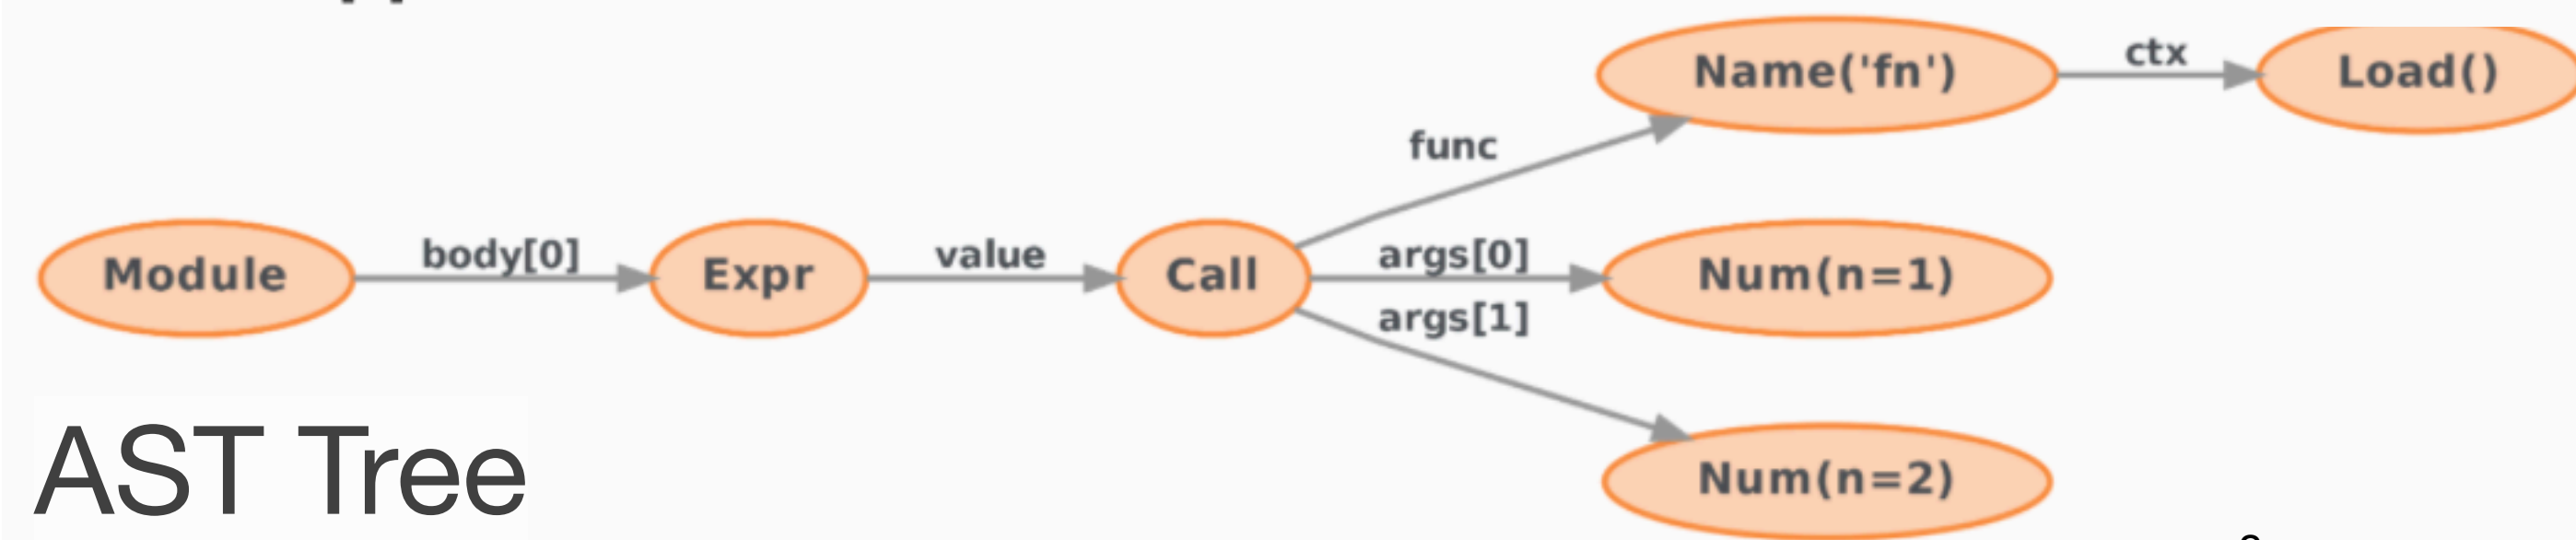 Name('fn')
ctx
Load()
func
Module
body[0]
Expr
value
Call
args[0]
Num(n=1)
args[1]
Num(n=2)
AST Tree